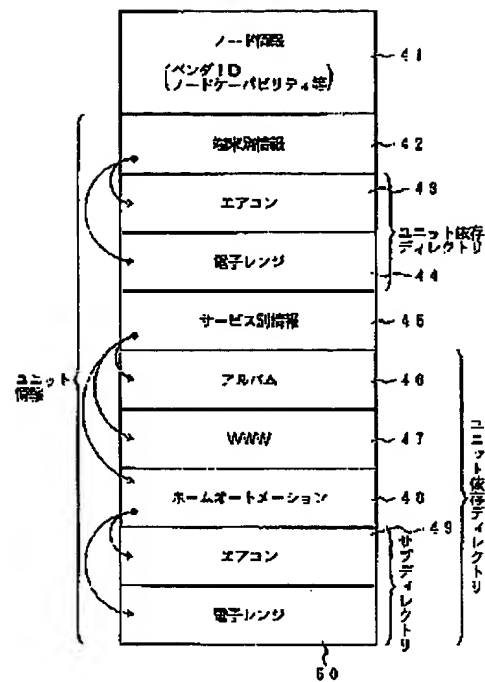 ノード情報
(ベンダID
ノードケーパビリティ等)
41
端末別情報
42
エアコン
43
電子レンジ
44
ユニット依存
ディレクトリ
サービス別情報
45
アルバム
46
WWW
47
ホームオートメーション
48
エアコン
49
電子レンジ
50
ユニット
情報
サブディレクトリ
ユニット依存ディレクトリ